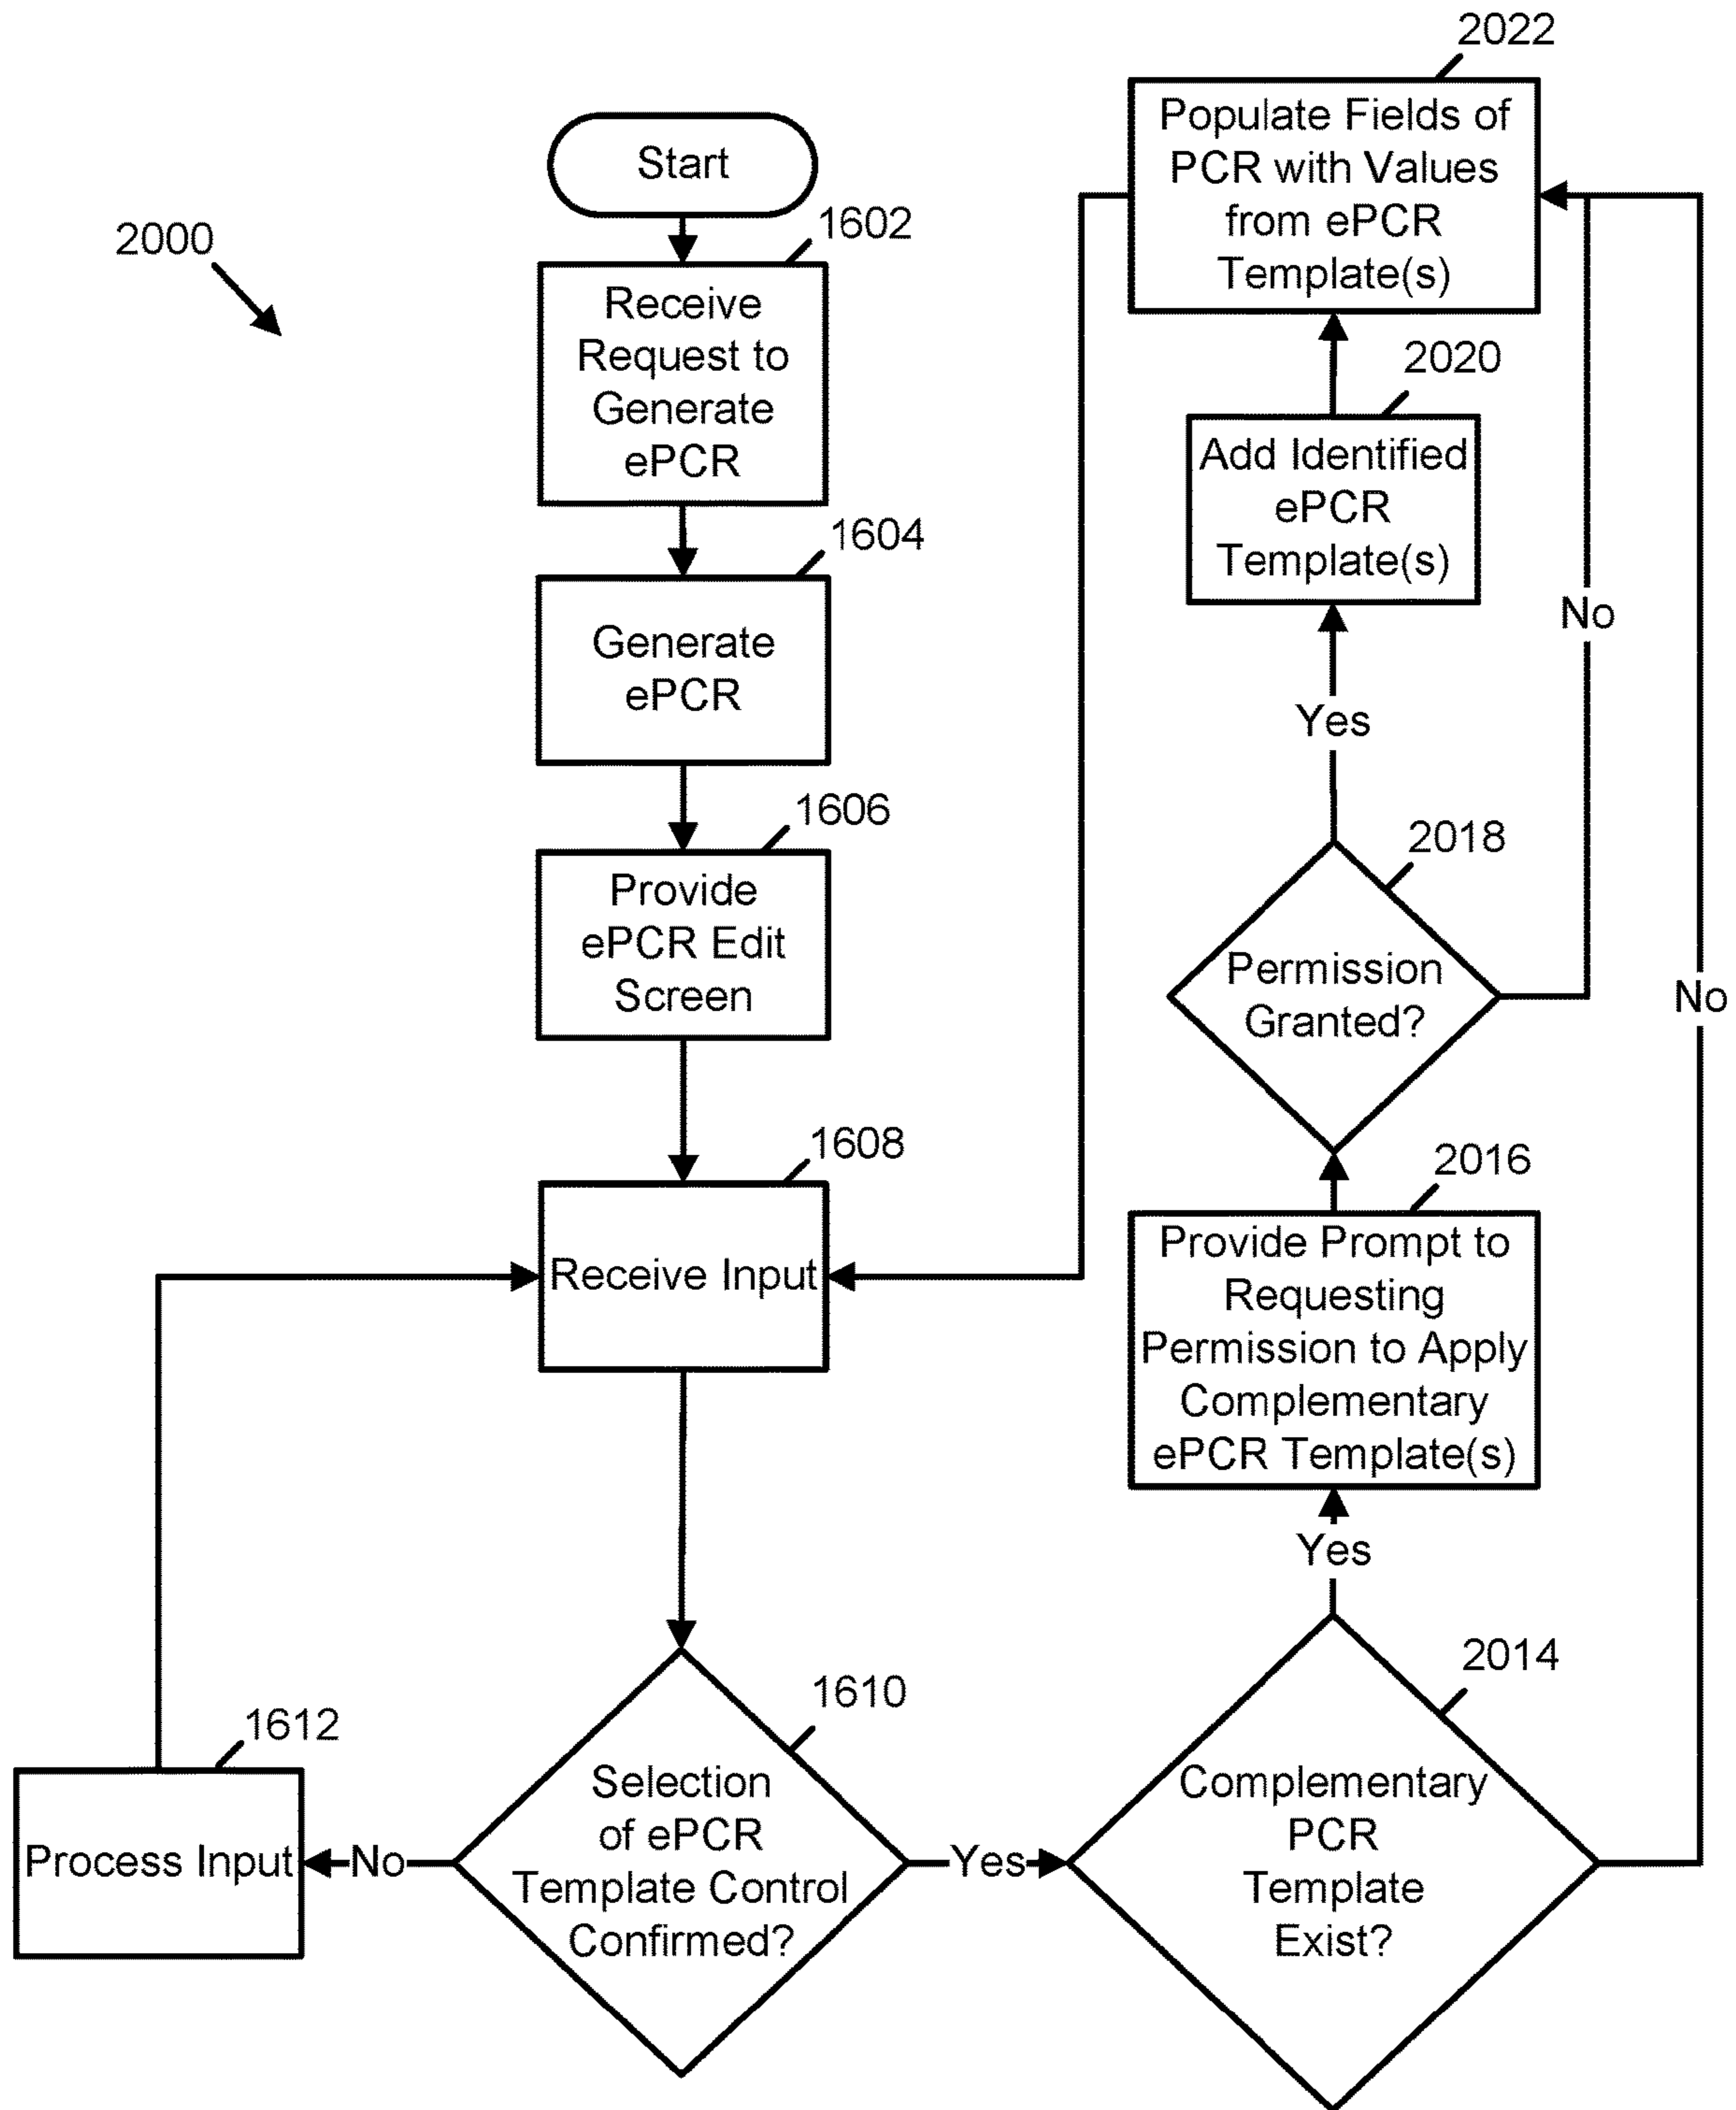 2000
Start
1602
Receive
Request to
Generate
ePCR
1604
Generate
ePCR
1606
Provide
ePCR Edit
Screen
1608
Receive Input
1610
Selection
of ePCR
Template Control
Confirmed?
No
1612
Process Input
Yes
2014
Complementary
PCR
Template
Exist?
Yes
No
2016
Provide Prompt to
Requesting
Permission to Apply
Complementary
ePCR Template(s)
2018
Permission
Granted?
Yes
No
2020
Add Identified
ePCR
Template(s)
2022
Populate Fields of
PCR with Values
from ePCR
Template(s)